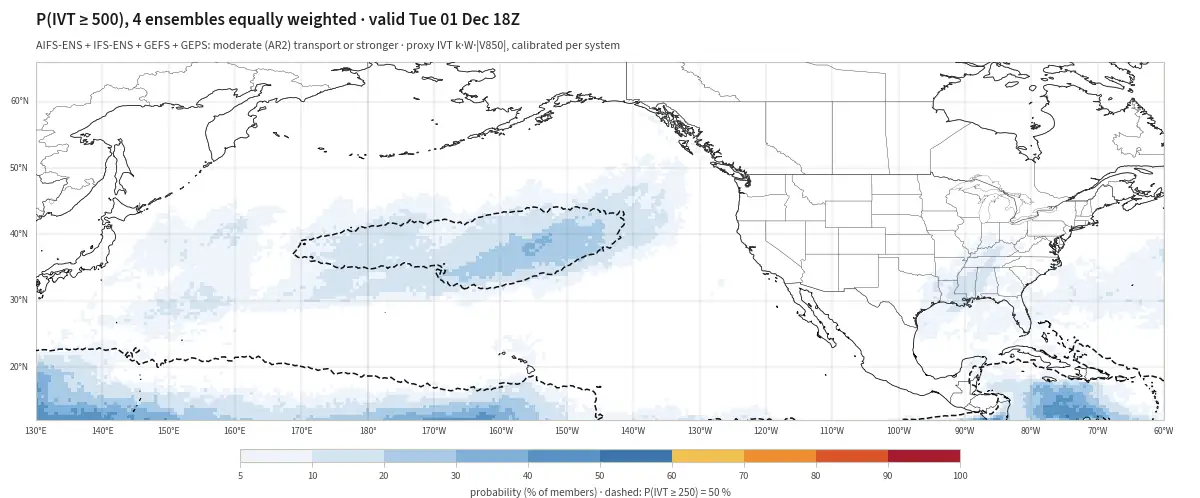 P(IVT ≥ 500), 4 ensembles equally weighted · valid Tue 01 Dec 18Z
AIFS-ENS + IFS-ENS + GEFS + GEPS: moderate (AR2) transport or stronger · proxy IVT k·W·|V850|, calibrated per system
60°N
50°N
40°N
30°N
20°N
130°E 140°E 150°E 160°E 170°E 180° 170°W 160°W 150°W 140°W 130°W 120°W 110°W 100°W 90°W 80°W 70°W 60°W
5 10 20 30 40 50 60 70 80 90 100
probability (% of members) · dashed: P(IVT ≥ 250) = 50 %